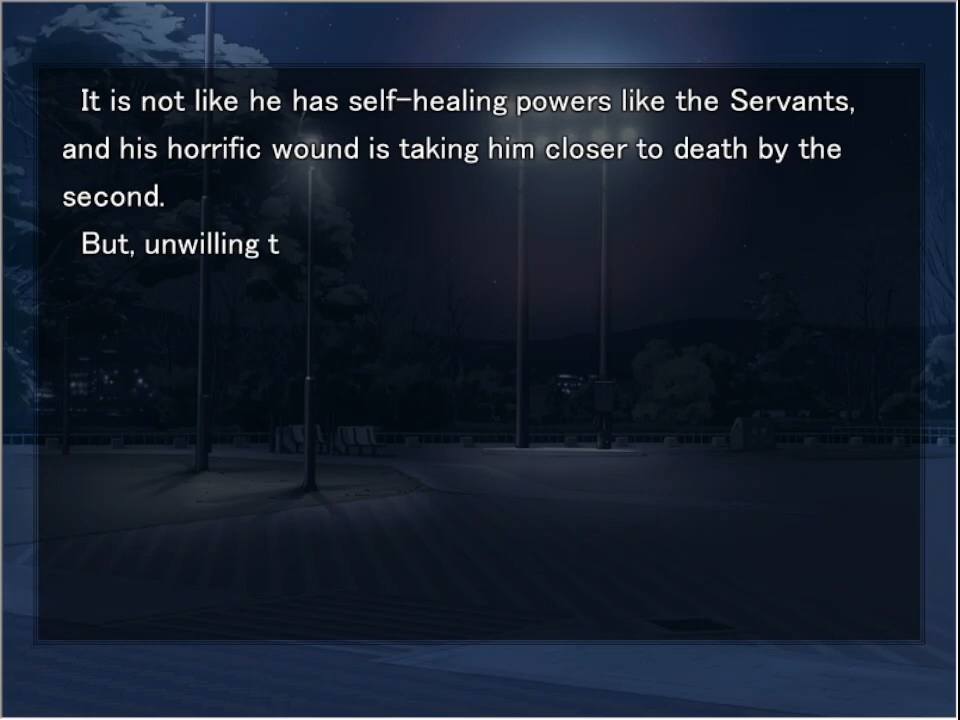 It is not like he has self-healing powers like the Servants,
and his horrific wound is taking him closer to death by the
second.
But, unwilling t